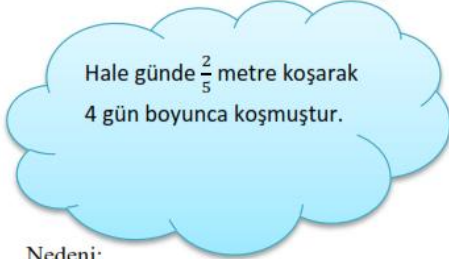 Hale günde 2/5 metre koşarak
4 gün boyunca koşmuştur.
Nedeni: